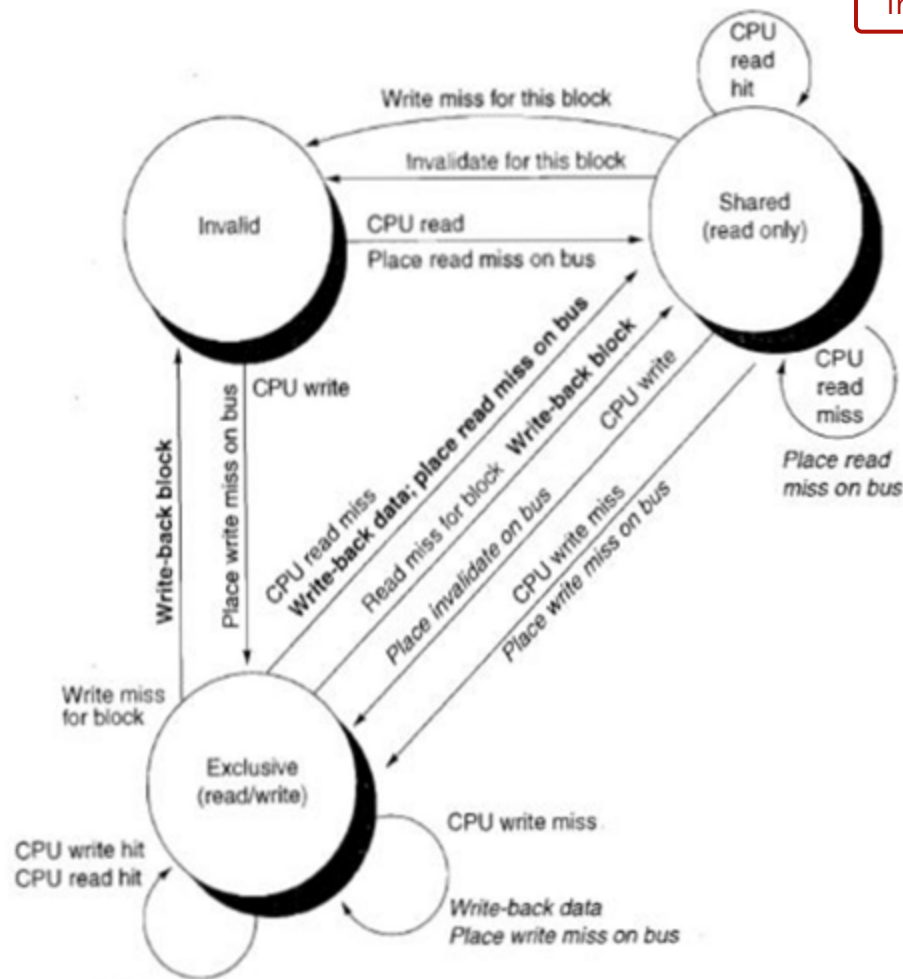 CPU
read
hit
Write miss for this block
Invalidate for this block
Invalid
Shared
(read only)
CPU read
Place read miss on bus
CPU write
Place write miss on bus
Write-back block
CPU read miss
Write-back data; place read miss on bus
Read miss for block Write-back block
CPU write
Place invalidate on bus
CPU write miss
Place write miss on bus
CPU
read
miss
Place read
miss on bus
Write miss
for block
Exclusive
(read/write)
CPU write hit
CPU read hit
CPU write miss
Write-back data
Place write miss on bus